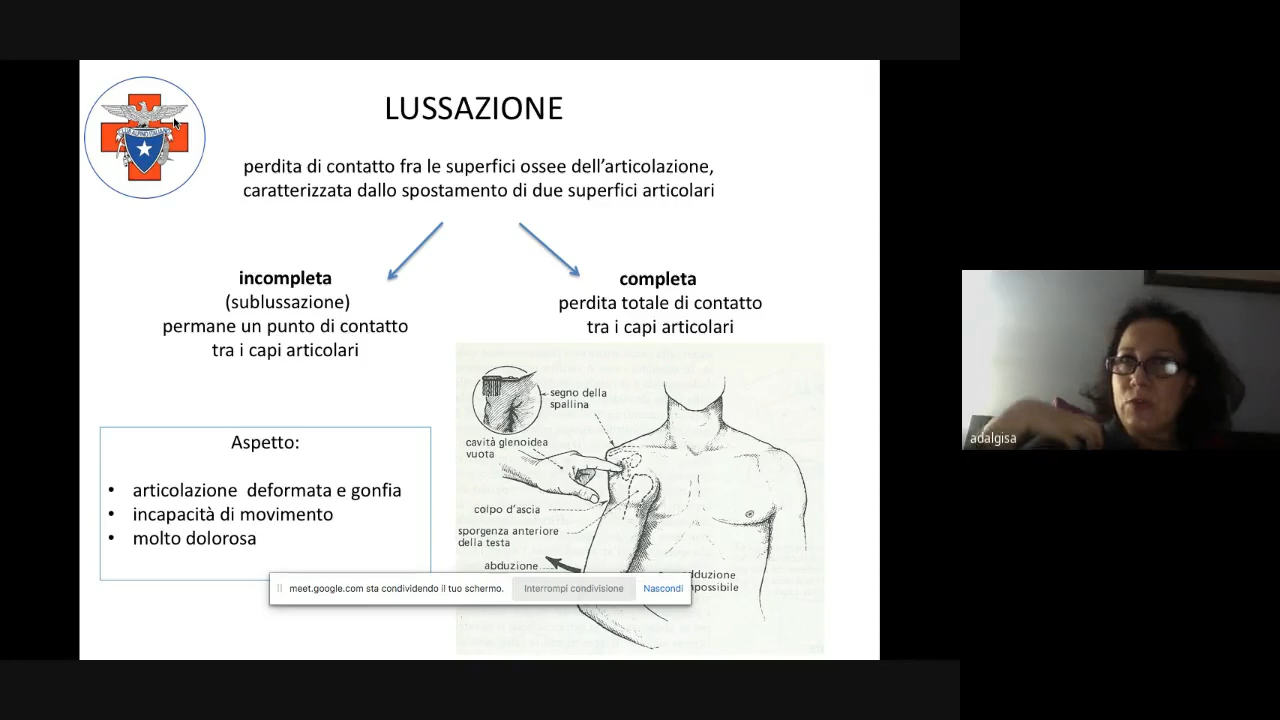 LUSSAZIONE
perdita di contatto fra le superfici ossee dell'articolazione,
caratterizzata dallo spostamento di due superfici articolari
incompleta
(sublussazione)
permane un punto di contatto
tra i capi articolari
completa
perdita totale di contatto
tra i capi articolari
Aspetto:
• articolazione deformata e gonfia
• incapacità di movimento
• molto dolorosa
segno della
spallina
cavità glenoidea
vuota
colpo d'ascia
sporgenza anteriore
della testa
abduzione
dduzione
mpossibile
meet.google.com sta condividendo il tuo schermo.
Interrompi condivisione
Nascondi
adalgisa